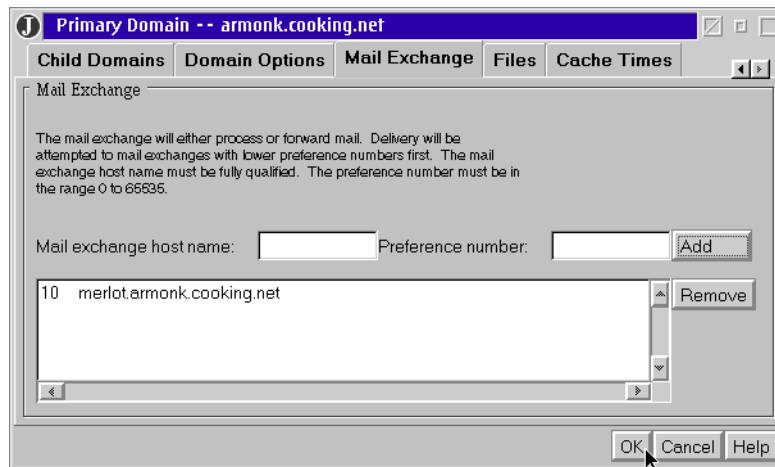 J Primary Domain -- armonk.cooking.net
Child Domains Domain Options Mail Exchange Files Cache Times
Mail Exchange
The mail exchange will either process or forward mail. Delivery will be
attempted to mail exchanges with lower preference numbers first. The mail
exchange host name must be fully qualified. The preference number must be in
the range 0 to 65535.
Mail exchange host name: Preference number: Add
10 merlot.armonk.cooking.net
Remove
OK Cancel Help